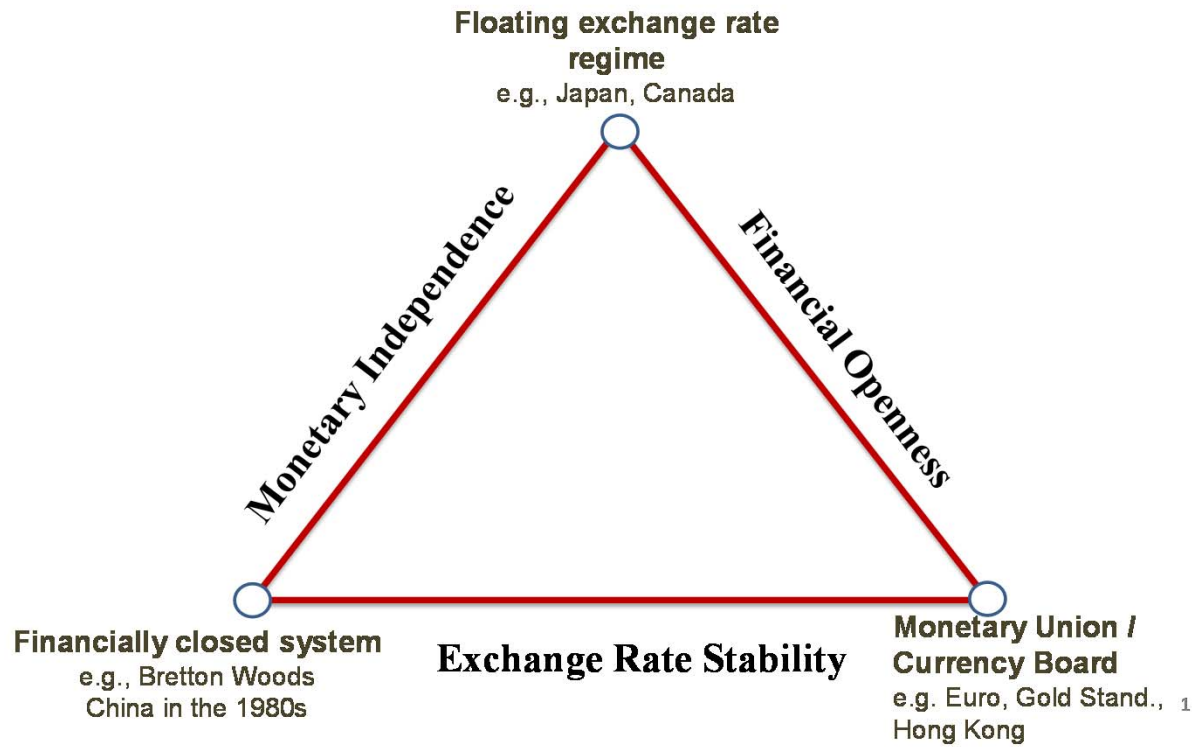 Floating exchange rate
regime
e.g., Japan, Canada
Monetary Independence
Financial Openness
Financially closed system
e.g., Bretton Woods
China in the 1980s
Exchange Rate Stability
Monetary Union /
Currency Board
e.g. Euro, Gold Stand.,
Hong Kong
1